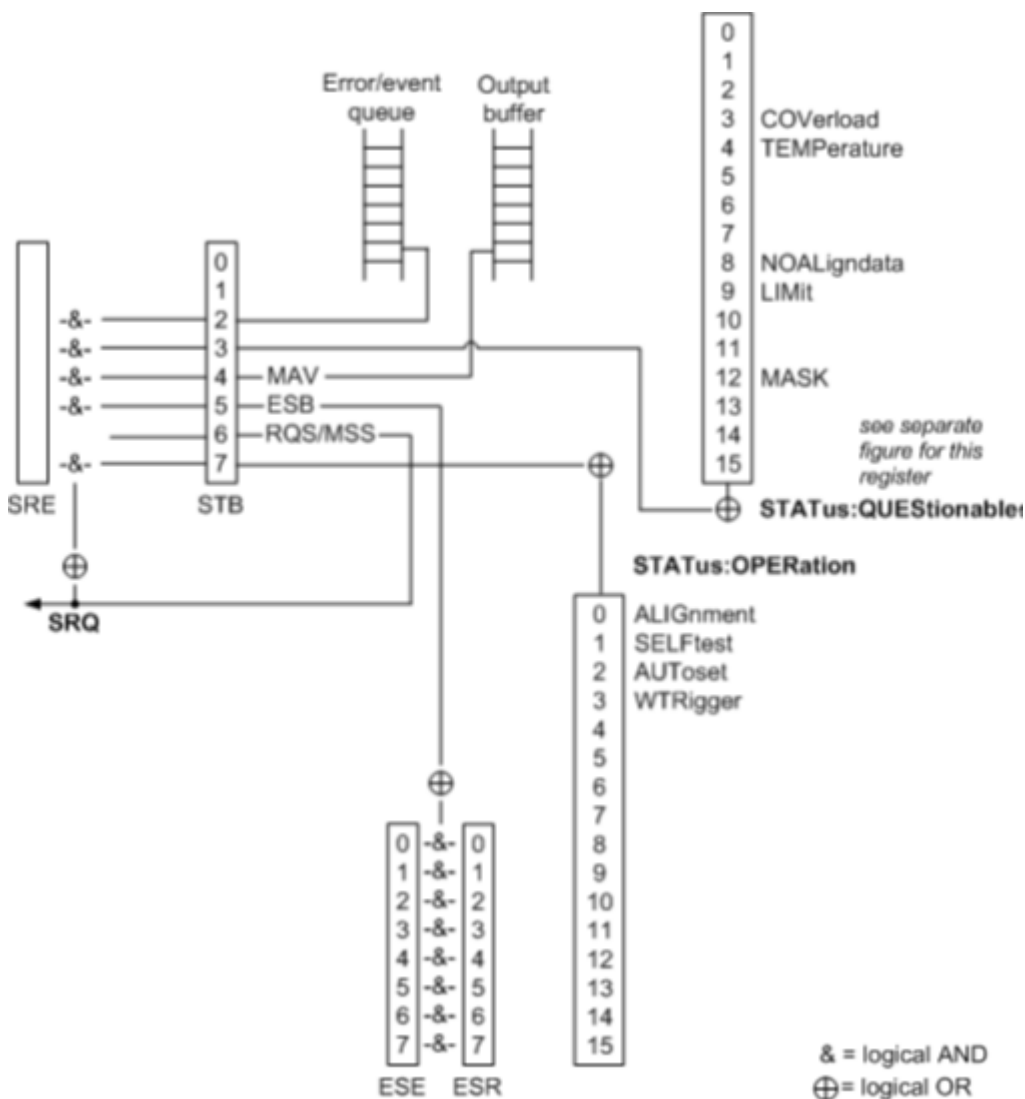 Error/event
queue
Output
buffer
0
1
2
3 COVerload
4 TEMPerature
5
6
7
8 NOALigndata
9 LIMit
10
11
12 MASK
13
14
15
see separate
figure for this
register
STATus:QUEStionable
0
1
-&- 2
-&- 3
-&- 4 MAV
-&- 5 ESB
6 RQS/MSS
-&- 7
SRE
STB
SRQ
STATus:OPERation
0 ALIGnment
1 SELFtest
2 AUToset
3 WTRigger
4
5
6
7
8
9
10
11
12
13
14
15
0 -&- 0
1 -&- 1
2 -&- 2
3 -&- 3
4 -&- 4
5 -&- 5
6 -&- 6
7 -&- 7
ESE ESR
& = logical AND
⊕ = logical OR